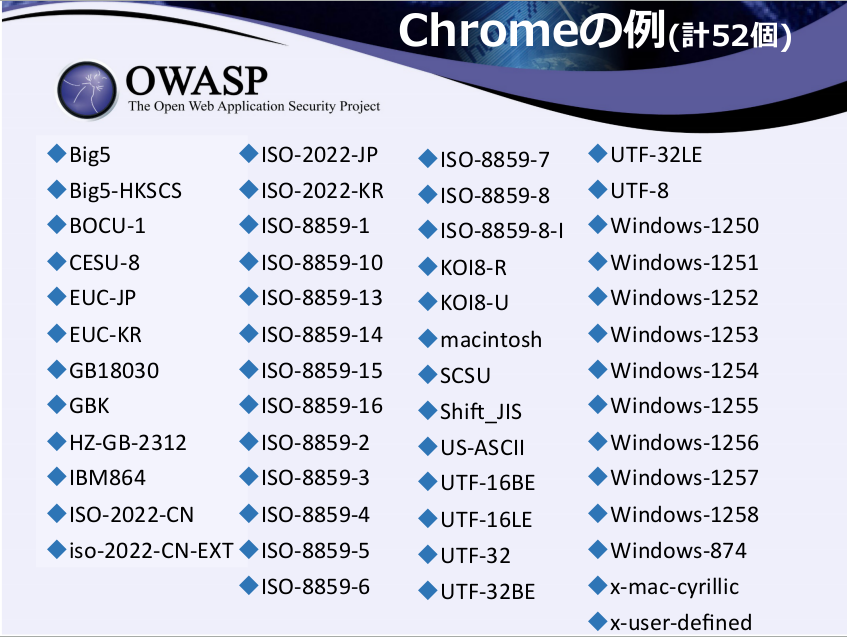 Chromeの例(計52個)
OWASP
The Open Web Application Security Project
Big5
Big5-HKSCS
BOCU-1
CESU-8
EUC-JP
EUC-KR
GB18030
GBK
HZ-GB-2312
IBM864
ISO-2022-CN
iso-2022-CN-EXT
ISO-2022-JP
ISO-2022-KR
ISO-8859-1
ISO-8859-10
ISO-8859-13
ISO-8859-14
ISO-8859-15
ISO-8859-16
ISO-8859-2
ISO-8859-3
ISO-8859-4
ISO-8859-5
ISO-8859-6
ISO-8859-7
ISO-8859-8
ISO-8859-8-I
KOI8-R
KOI8-U
macintosh
SCSU
Shift_JIS
US-ASCII
UTF-16BE
UTF-16LE
UTF-32
UTF-32BE
UTF-32LE
UTF-8
Windows-1250
Windows-1251
Windows-1252
Windows-1253
Windows-1254
Windows-1255
Windows-1256
Windows-1257
Windows-1258
Windows-874
x-mac-cyrillic
x-user-defined